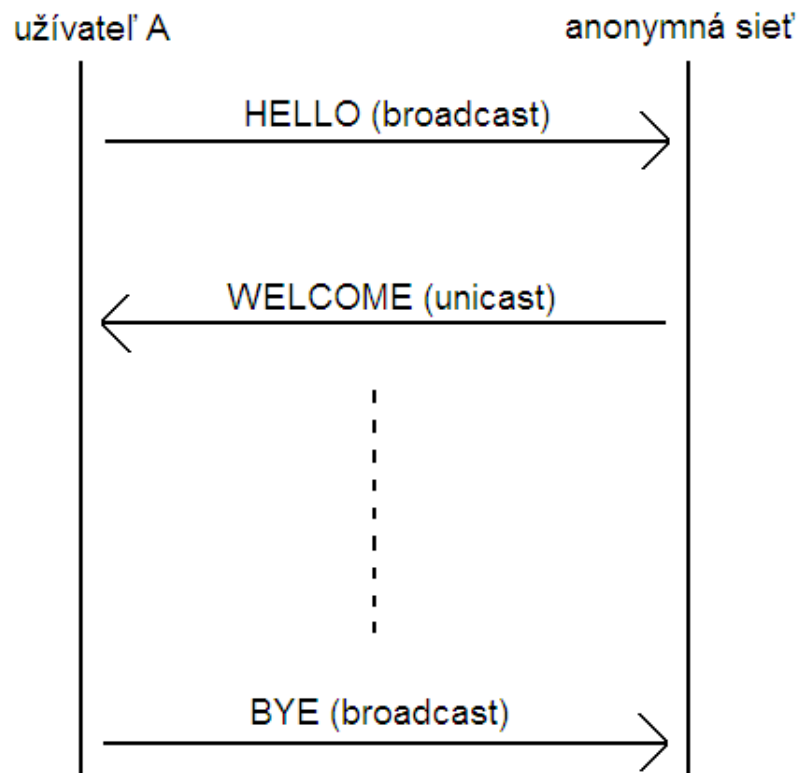 užívateľ A
anonymná sieť
HELLO (broadcast)
WELCOME (unicast)
BYE (broadcast)